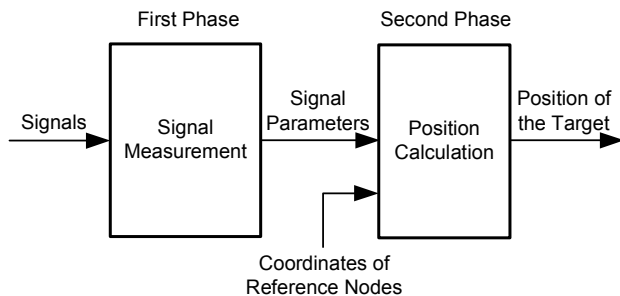 First Phase
Second Phase
Signals
Signal
Measurement
Signal
Parameters
Position
Calculation
Position of
the Target
Coordinates of
Reference Nodes